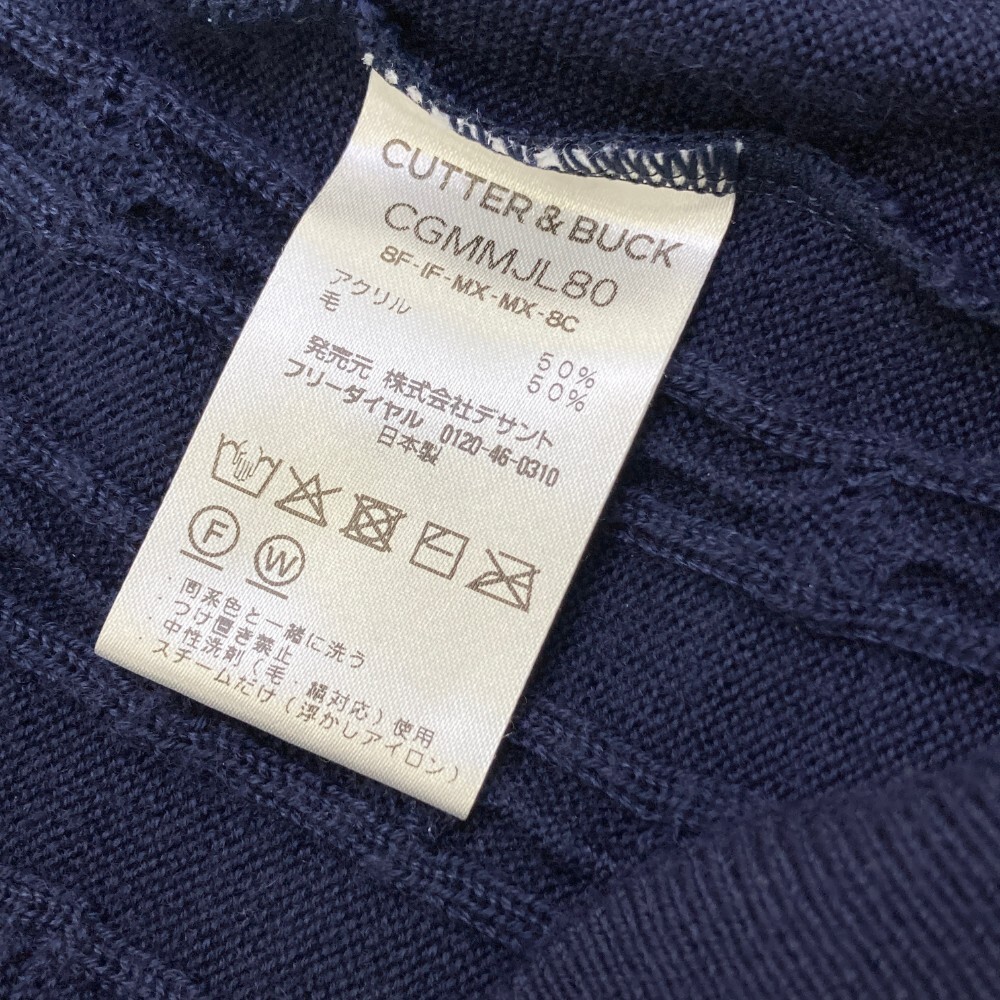 CUTTER & BUCK
CGMMJL80
8F-IF-MX-MX-8C
アクリル 50%
毛 50%
発売元 株式会社デサント
フリーダイヤル 0120-46-0310
日本製
F W
同系色と一緒に洗う
つけ置き禁止
中性洗剤(毛・絹対応)使用
スチームだけ(浮かしアイロン)